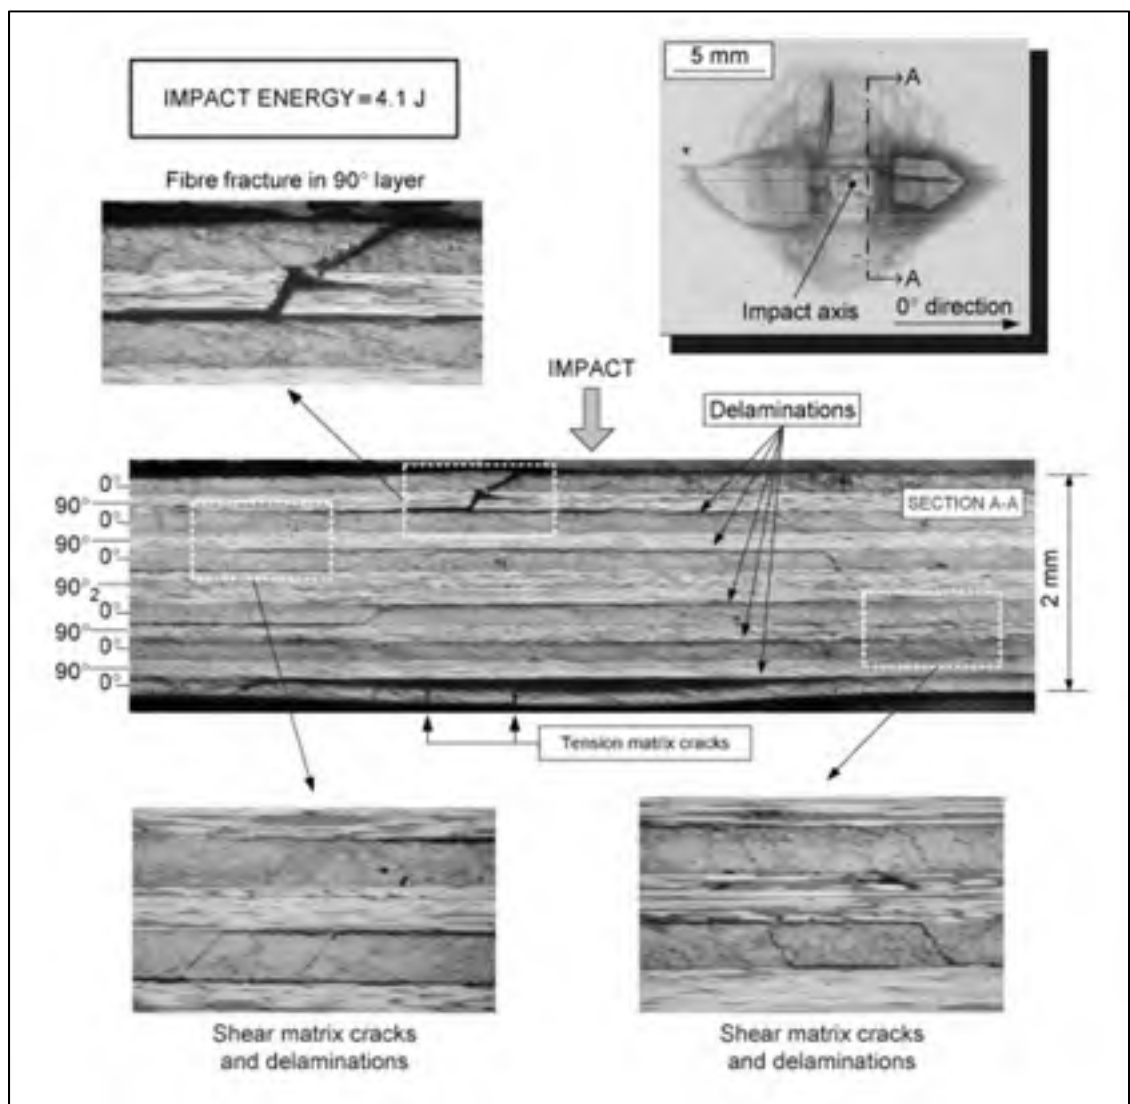 IMPACT ENERGY = 4.1 J
5 mm
A
A
Impact axis
0° direction
Fibre fracture in 90° layer
IMPACT
Delaminations
SECTION A-A
0°
90°
0°
90°
0°
90°
2
0°
90°
0°
90°
0°
2 mm
Tension matrix cracks
Shear matrix cracks
and delaminations
Shear matrix cracks
and delaminations